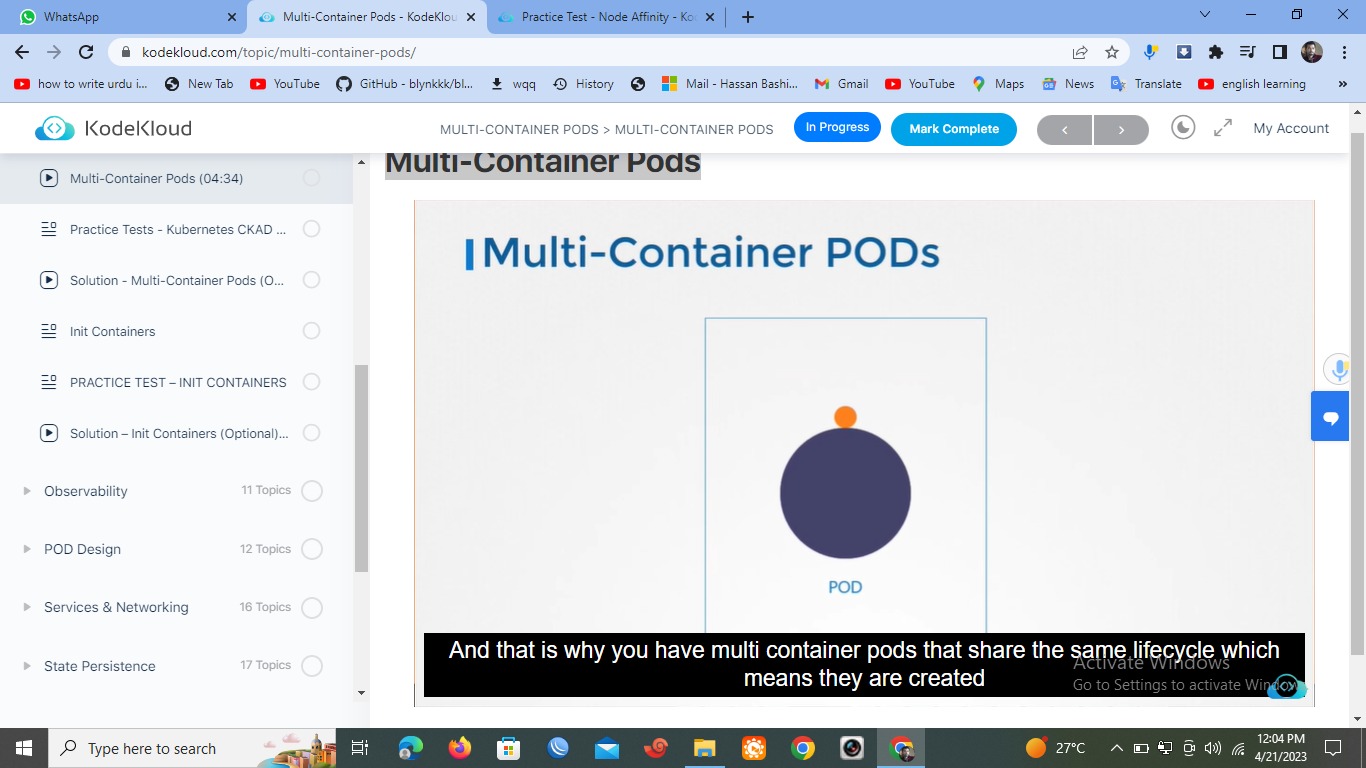 WhatsApp
Multi-Container Pods - KodeKlou
Practice Test - Node Affinity - Ko
kodekloud.com/topic/multi-container-pods/
how to write urdu i...
New Tab
YouTube
GitHub - blynkkk/bl...
wqq
History
Mail - Hassan Bashi...
Gmail
YouTube
Maps
News
Translate
english learning
»
KodeKloud
MULTI-CONTAINER PODS > MULTI-CONTAINER PODS
In Progress
Mark Complete
<
>
My Account
Multi-Container Pods (04:34)
Practice Tests - Kubernetes CKAD ...
Solution - Multi-Container Pods (O...
Init Containers
PRACTICE TEST – INIT CONTAINERS
Solution – Init Containers (Optional)...
Observability
11 Topics
POD Design
12 Topics
Services & Networking
16 Topics
State Persistence
17 Topics
Multi-Container Pods
Multi-Container PODs
POD
And that is why you have multi container pods that share the same lifecycle which
means they are created
Activate Windows
Go to Settings to activate Windows.
Type here to search
27°C
12:04 PM
4/21/2023